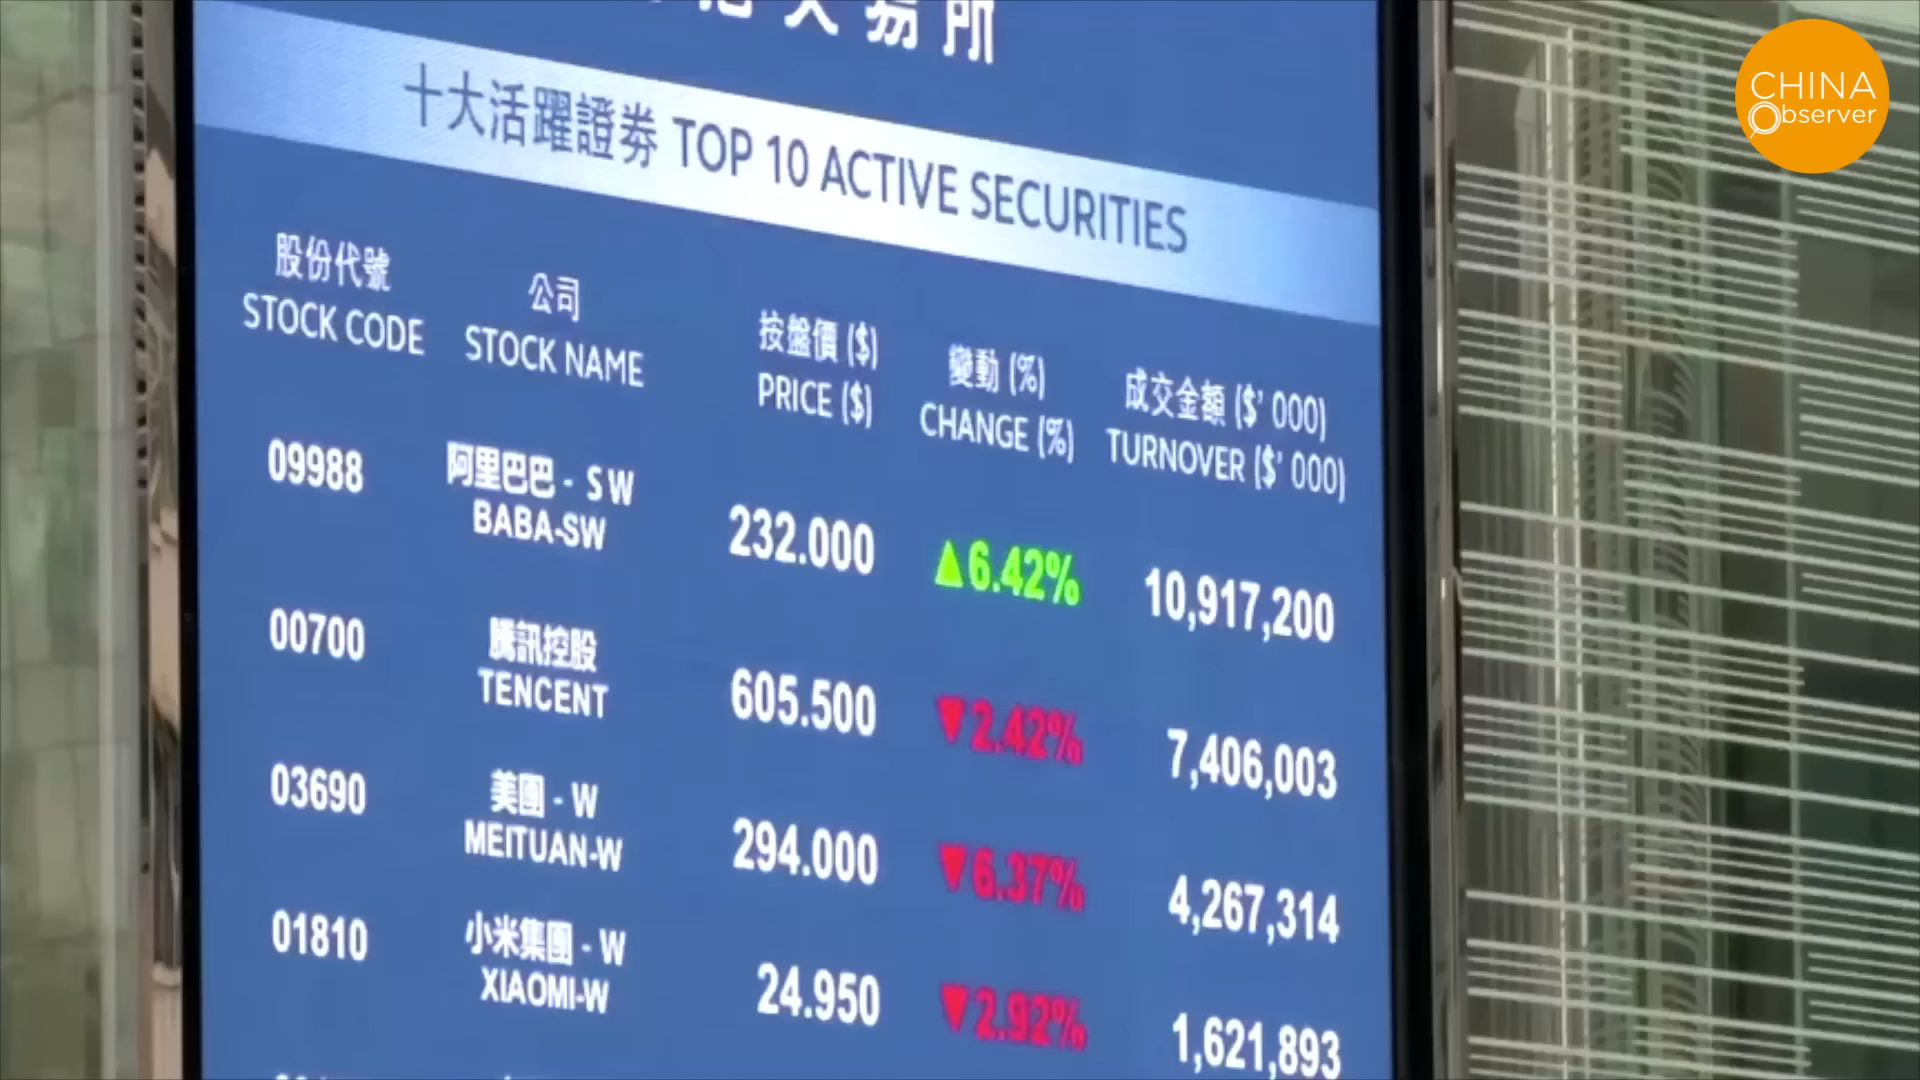 務所
CHINA
Observer
十大活躍證券 TOP 10 ACTIVE SECURITIES
股份代號
STOCK CODE
公司
STOCK NAME
按盤價 ($)
PRICE ($)
變動 (%)
CHANGE (%)
成交金額 ($' 000)
TURNOVER ($' 000)
09988
阿里巴巴 - SW
BABA-SW
232.000
▲6.42%
10,917,200
00700
騰訊控股
TENCENT
605.500
▼2.42%
7,406,003
03690
美團 - W
MEITUAN-W
294.000
▼6.37%
4,267,314
01810
小米集團 - W
XIAOMI-W
24.950
▼2.92%
1,621,893